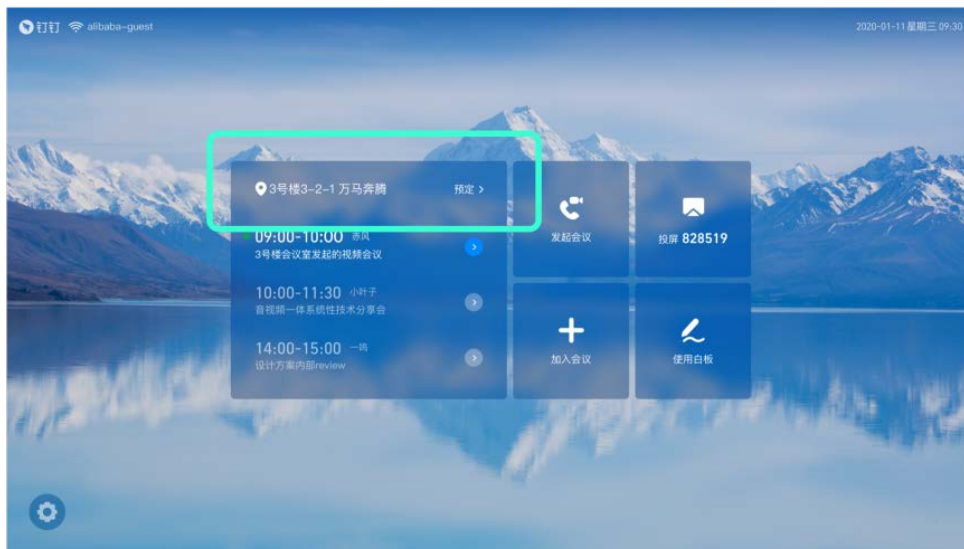 钉钉 alibaba-guest
2020-01-11 星期三 09:30
3号楼3-2-1 万马奔腾 预定 >
09:00-10:00 赤风
3号楼会议室发起的视频会议
10:00-11:30 小叶子
音视频一体系统性技术分享会
14:00-15:00 一鸣
设计方案内部review
发起会议
投屏 828519
加入会议
使用白板